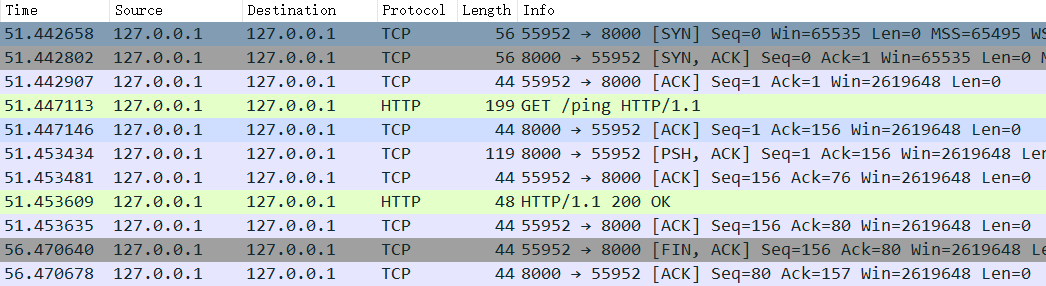 Time Source Destination Protocol Length Info
51.442658 127.0.0.1 127.0.0.1 TCP 56 55952 → 8000 [SYN] Seq=0 Win=65535 Len=0 MSS=65495 WS
51.442802 127.0.0.1 127.0.0.1 TCP 56 8000 → 55952 [SYN, ACK] Seq=0 Ack=1 Win=65535 Len=0 M
51.442907 127.0.0.1 127.0.0.1 TCP 44 55952 → 8000 [ACK] Seq=1 Ack=1 Win=2619648 Len=0
51.447113 127.0.0.1 127.0.0.1 HTTP 199 GET /ping HTTP/1.1
51.447146 127.0.0.1 127.0.0.1 TCP 44 8000 → 55952 [ACK] Seq=1 Ack=156 Win=2619648 Len=0
51.453434 127.0.0.1 127.0.0.1 TCP 119 8000 → 55952 [PSH, ACK] Seq=1 Ack=156 Win=2619648 Len
51.453481 127.0.0.1 127.0.0.1 TCP 44 55952 → 8000 [ACK] Seq=156 Ack=76 Win=2619648 Len=0
51.453609 127.0.0.1 127.0.0.1 HTTP 48 HTTP/1.1 200 OK
51.453635 127.0.0.1 127.0.0.1 TCP 44 55952 → 8000 [ACK] Seq=156 Ack=80 Win=2619648 Len=0
56.470640 127.0.0.1 127.0.0.1 TCP 44 55952 → 8000 [FIN, ACK] Seq=156 Ack=80 Win=2619648 Le
56.470678 127.0.0.1 127.0.0.1 TCP 44 8000 → 55952 [ACK] Seq=80 Ack=157 Win=2619648 Len=0